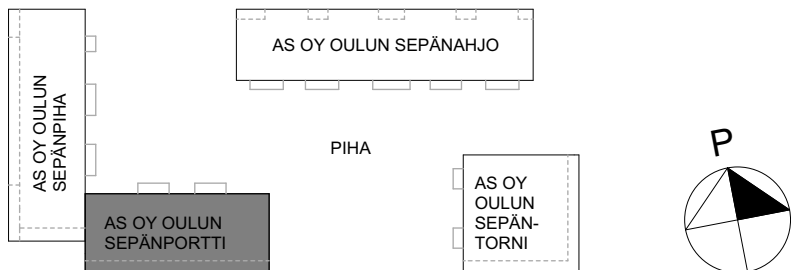 AS OY OULUN SEPÄNAHJO
AS OY OULUN
SEPÄNPIHA
PIHA
AS OY
OULUN
SEPÄN-
TORNI
AS OY OULUN
SEPÄNPORTTI
P